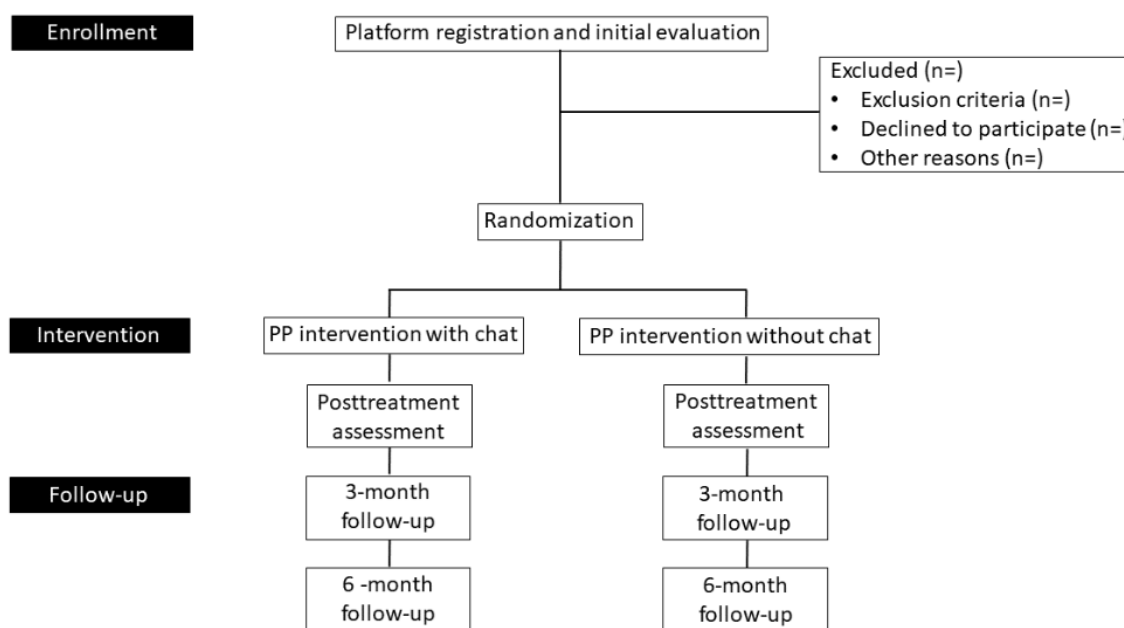 Enrollment
Platform registration and initial evaluation
Excluded (n=)
• Exclusion criteria (n=)
• Declined to participate (n=)
• Other reasons (n=)
Randomization
Intervention
PP intervention with chat
PP intervention without chat
Posttreatment
assessment
Posttreatment
assessment
Follow-up
3-month
follow-up
3-month
follow-up
6 -month
follow-up
6-month
follow-up